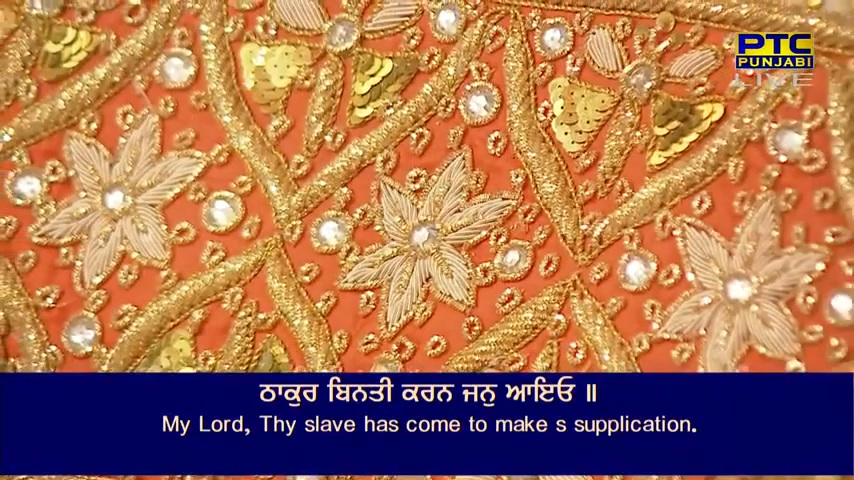 PTC
PUNJABI
LIVE
ਠਾਕੁਰ ਬਿਨਤੀ ਕਰਨ ਜਨੁ ਆਇਓ ॥
My Lord, Thy slave has come to make s supplication.